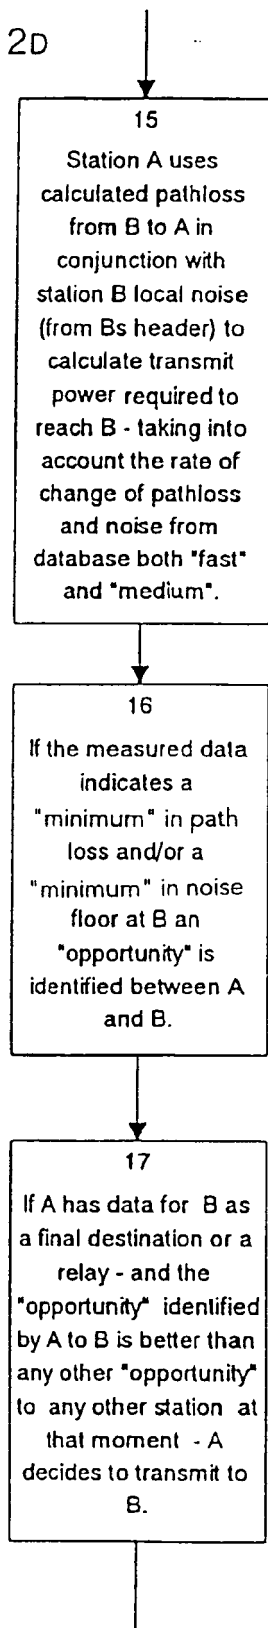 2D
15
Station A uses
calculated pathloss
from B to A in
conjunction with
station B local noise
(from Bs header) to
calculate transmit
power required to
reach B - taking into
account the rate of
change of pathloss
and noise from
database both "fast"
and "medium".
16
If the measured data
indicates a
"minimum" in path
loss and/or a
"minimum" in noise
floor at B an
"opportunity" is
identified between A
and B.
17
If A has data for B as
a final destination or a
relay - and the
"opportunity" identified
by A to B is better than
any other "opportunity"
to any other station at
that moment - A
decides to transmit to
B.